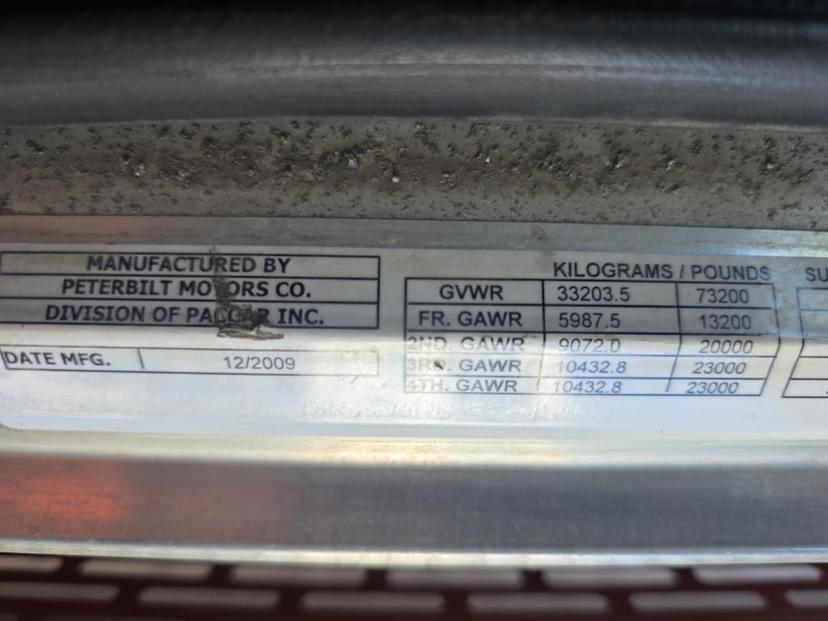 MANUFACTURED BY
PETERBILT MOTORS CO.
DIVISION OF PACCAR INC.
DATE MFG. 12/2009
KILOGRAMS / POUNDS
GVWR 33203.5 73200
FR. GAWR 5987.5 13200
2ND. GAWR 9072.0 20000
3RD. GAWR 10432.8 23000
4TH. GAWR 10432.8 23000
SU